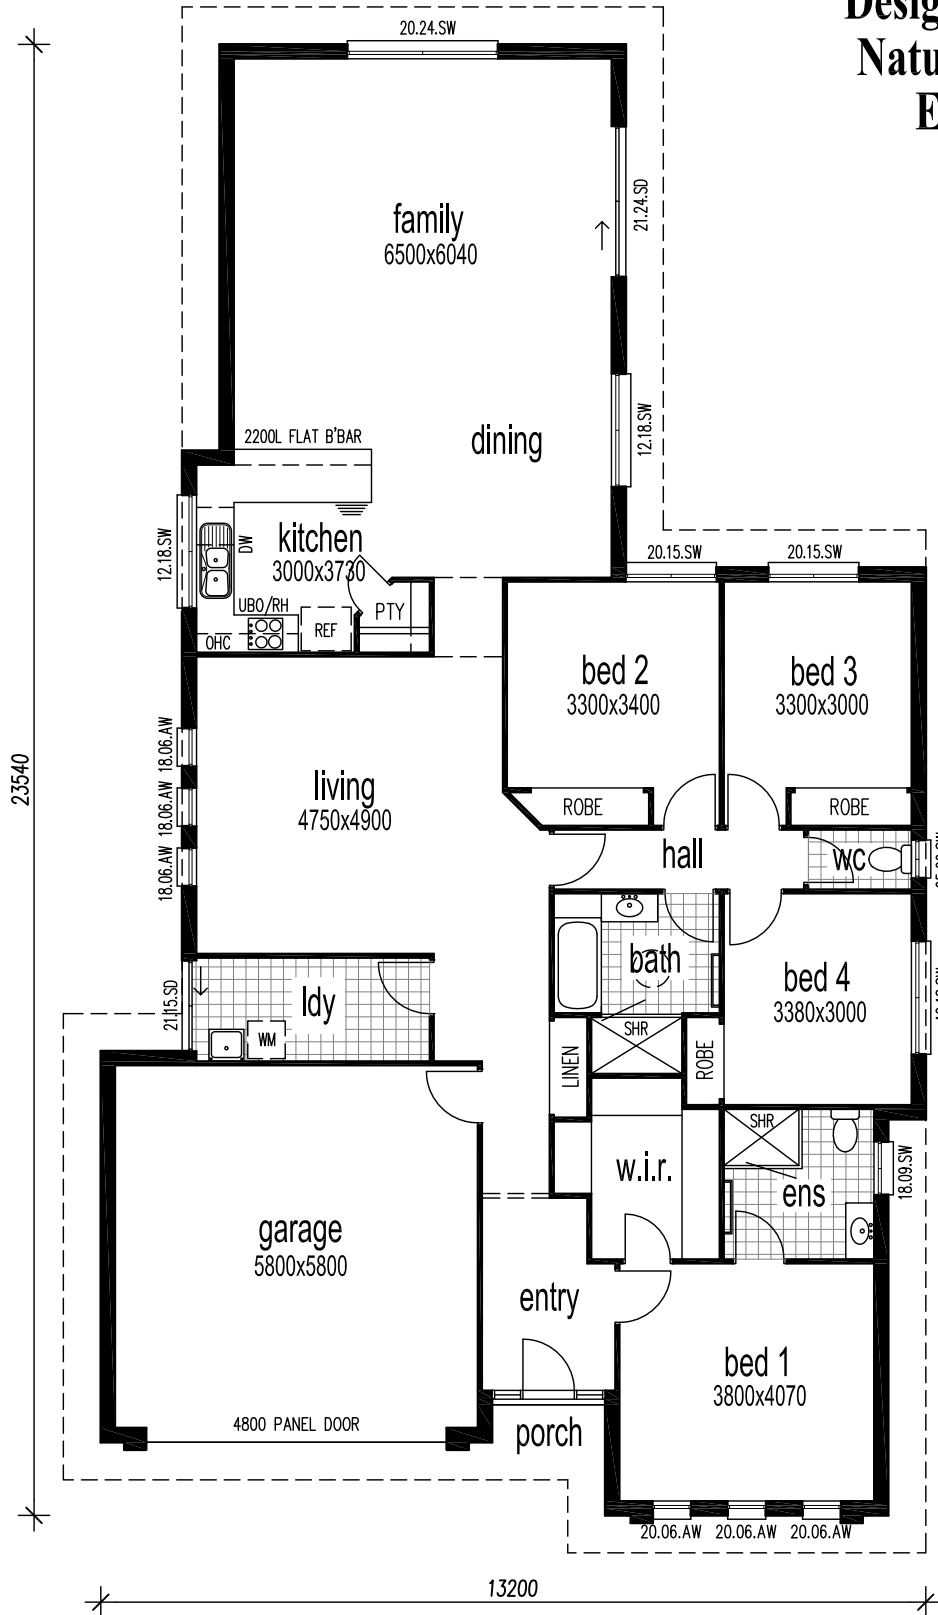 Desig
Natu
E
20.24.SW
family
6500x6040
21.24.SD
dining
12.18.SW
2200L FLAT B'BAR
12.18.SW
DW
kitchen
3000x3730
UBO/RH
OHC
REF
PTY
20.15.SW
20.15.SW
bed 2
3300x3400
bed 3
3300x3000
23540
18.06.AW
18.06.AW
18.06.AW
living
4750x4900
ROBE
ROBE
hall
wc
bath
bed 4
3380x3000
21.15.SD
ldy
WM
SHR
LINEN
ROBE
SHR
w.i.r.
ens
18.09.SW
garage
5800x5800
entry
bed 1
3800x4070
4800 PANEL DOOR
porch
20.06.AW
20.06.AW
20.06.AW
13200